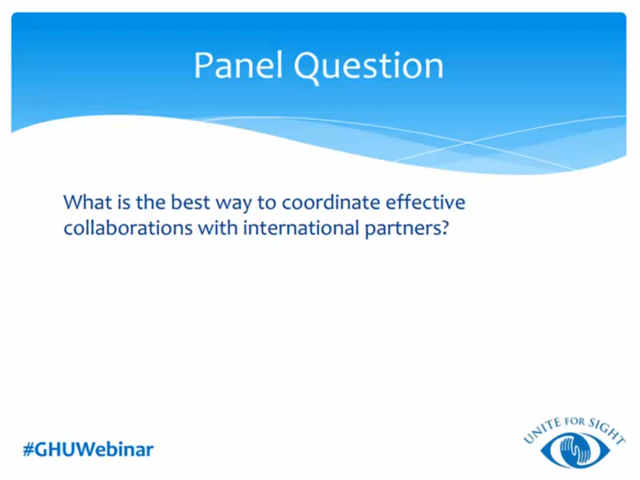 Panel Question
What is the best way to coordinate effective
collaborations with international partners?
#GHUWebinar
UNITE FOR SIGHT